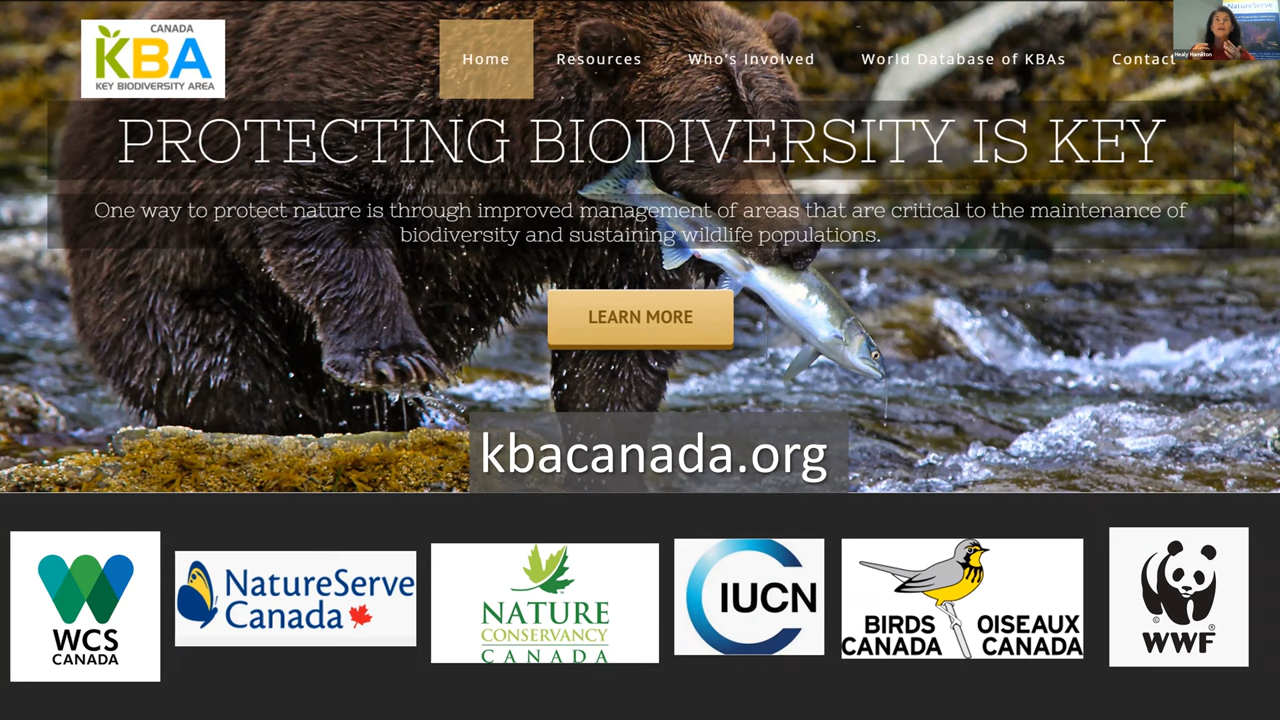 CANADA
KBA
KEY BIODIVERSITY AREA
Home
Resources
Who's Involved
World Database of KBAs
Contact
NatureServe
Healy Hamilton
PROTECTING BIODIVERSITY IS KEY
One way to protect nature is through improved management of areas that are critical to the maintenance of
biodiversity and sustaining wildlife populations.
LEARN MORE
kbacanada.org
WCS
CANADA
NatureServe
Canada
NATURE
CONSERVANCY
CANADA
IUCN
BIRDS
CANADA
OISEAUX
CANADA
©
WWF
®